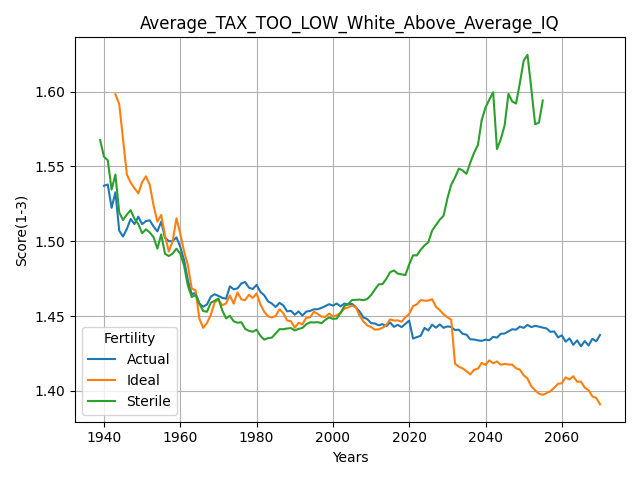 Average_TAX_TOO_LOW_White_Above_Average_IQ
Score(1-3)
1.60
1.55
1.50
1.45
1.40
Fertility
Actual
Ideal
Sterile
1940 1960 1980 2000 2020 2040 2060
Years